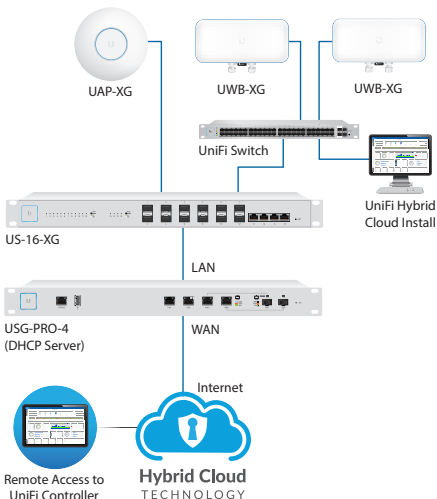 UAP-XG
UWB-XG
UWB-XG
UniFi Switch
UniFi Hybrid
Cloud Install
US-16-XG
LAN
USG-PRO-4
(DHCP Server)
WAN
Internet
Remote Access to
UniFi Controller
Hybrid Cloud
TECHNOLOGY